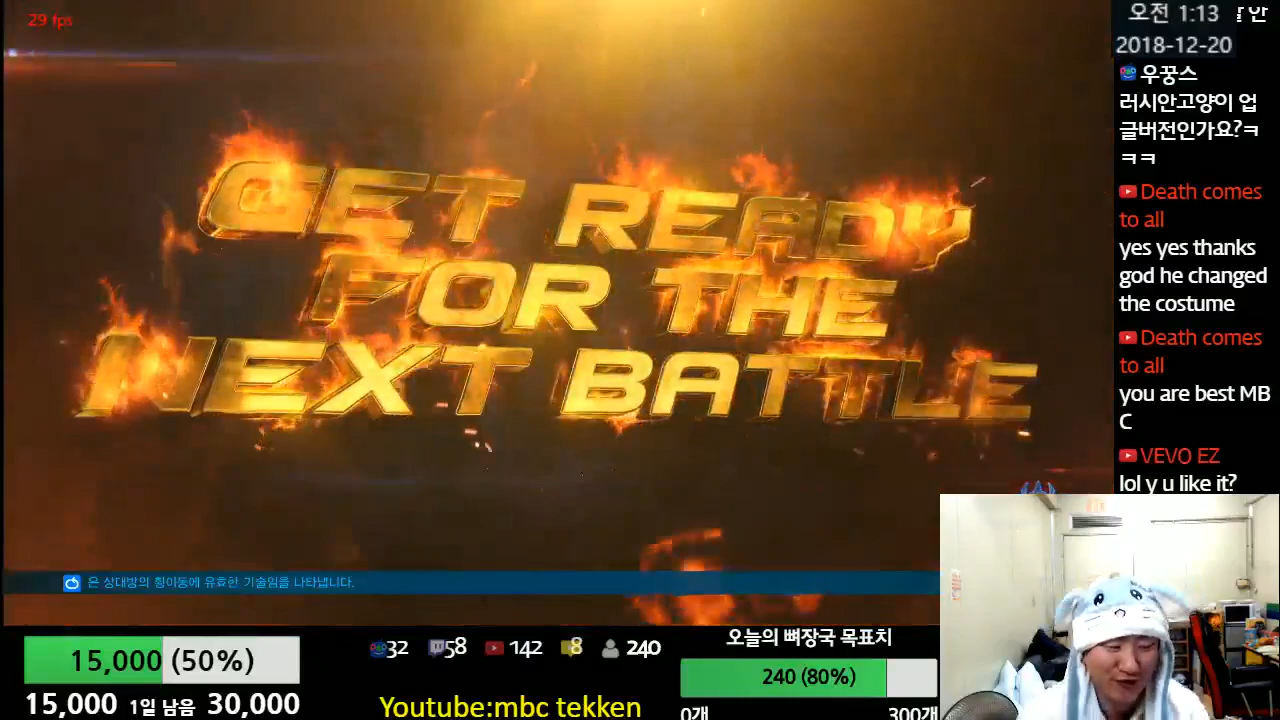 29 fps
오전 1:13
2018-12-20
우꿍스
러시안고양이 업
글버전인가요?ㅋ
ㅋㅋ
Death comes
to all
yes yes thanks
god he changed
the costume
Death comes
to all
you are best MB
C
VEVO EZ
lol y u like it?
GET READY
FOR THE
NEXT BATTLE
은 상대방의 횡이동에 유효한 기술임을 나타냅니다.
15,000 (50%)
15,000 1일 남음 30,000
32 58 142 8 240
Youtube:mbc tekken
오늘의 뼈장국 목표치
240 (80%)
0개 300개